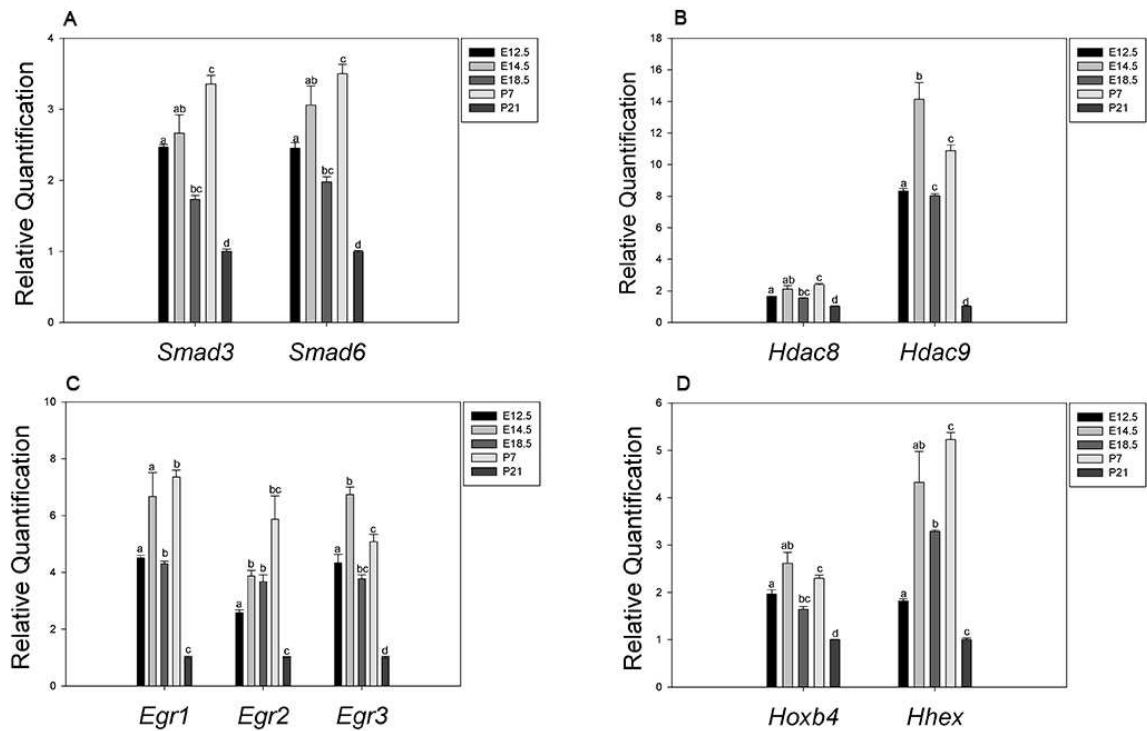 A
Relative Quantification
4
3
2
1
0
a
ab
bc
c
d
a
ab
bc
c
d
Smad3 Smad6
E12.5
E14.5
E18.5
P7
P21
B
Relative Quantification
18
16
14
12
10
8
6
4
2
0
a
ab
bc
c
d
a
b
c
c
d
Hdac8 Hdac9
E12.5
E14.5
E18.5
P7
P21
C
Relative Quantification
10
8
6
4
2
0
a
a
b
b
c
a
b
b
bc
c
a
b
bc
c
d
Egr1 Egr2 Egr3
E12.5
E14.5
E18.5
P7
P21
D
Relative Quantification
6
5
4
3
2
1
0
a
ab
bc
c
d
a
ab
b
c
c
Hoxb4 Hhex
E12.5
E14.5
E18.5
P7
P21